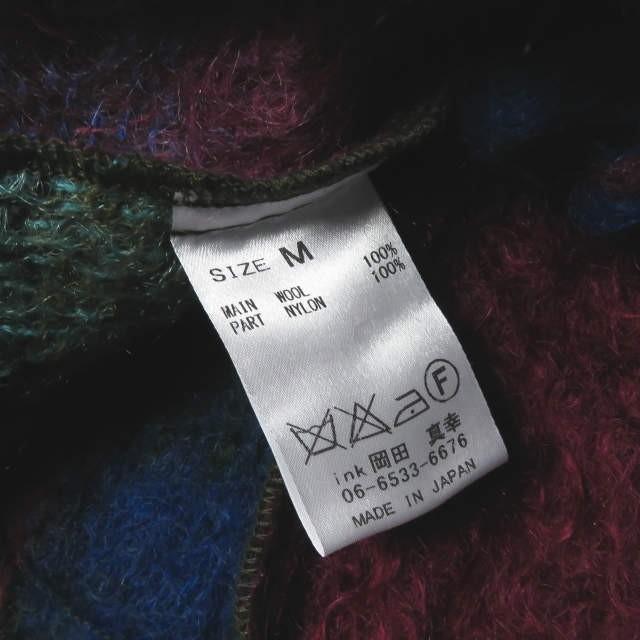 SIZE M
MAIN WOOL 100%
PART NYLON 100%
F
ink 岡田 真幸
06-6533-6676
MADE IN JAPAN